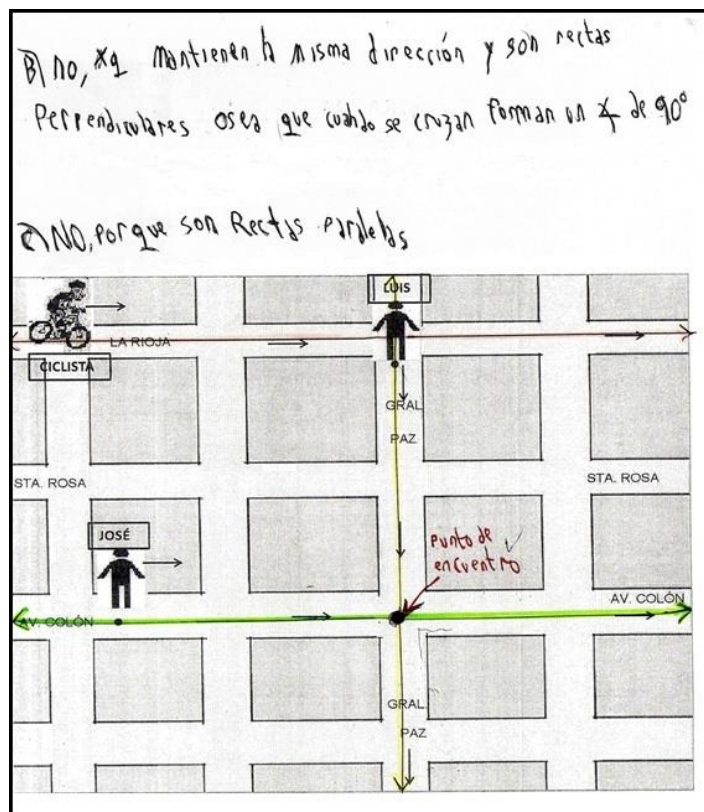 B) no, xq mantienen la misma dirección y son rectas
Perpendiculares osea que cuando se cruzan forman un ∡ de 90°
C) NO, porque son Rectas paralelas
LUIS
LA RIOJA
CICLISTA
GRAL
PAZ
STA. ROSA
STA. ROSA
JOSÉ
Punto de
encuentro
AV. COLÓN
AV. COLÓN
GRAL.
PAZ